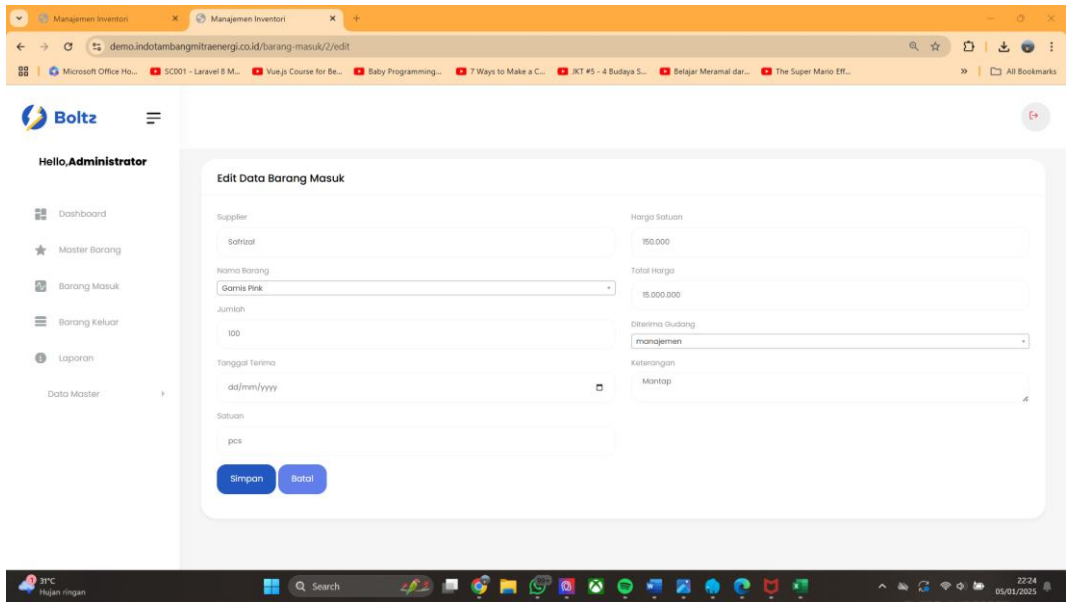 Manajemen Inventori
Manajemen Inventori
demo.indotambangmitraenergi.co.id/barang-masuk/2/edit
Microsoft Office Ho...
SC001 - Laravel 8 M...
Vue.js Course for Be...
Baby Programming...
7 Ways to Make a C...
JKT #5 - 4 Budaya S...
Belajar Meramal dar...
The Super Mario Eff...
All Bookmarks
Boltz
Hello,Administrator
Dashboard
Master Barang
Barang Masuk
Barang Keluar
Laporan
Data Master
Edit Data Barang Masuk
Supplier
Safrizal
Nama Barang
Gamis Pink
Jumlah
100
Tanggal Terima
dd/mm/yyyy
Satuan
pcs
Harga Satuan
150.000
Total Harga
15.000.000
Diterima Gudang
manajemen
Keterangan
Mantap
Simpan
Batal
1
31°C
Hujan ringan
Search
22:24
05/01/2025